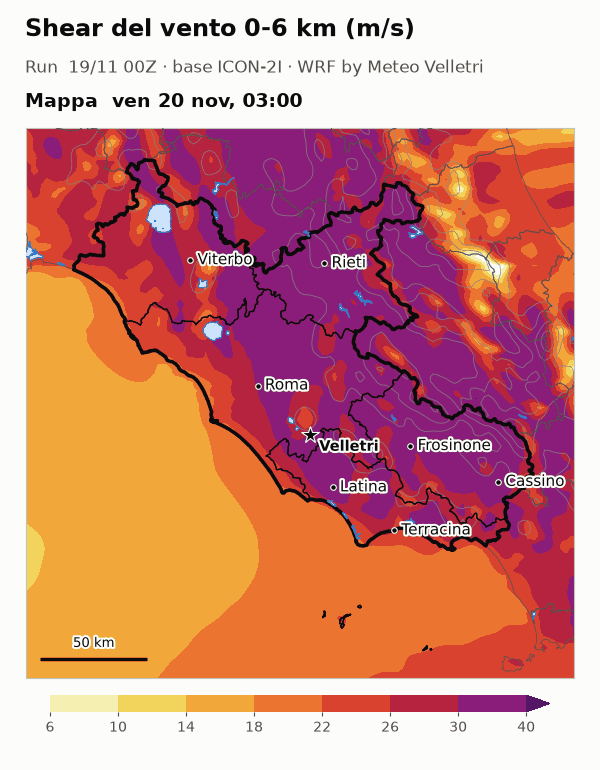 Shear del vento 0-6 km (m/s)
Run  19/11 00Z · base ICON-2I · WRF by Meteo Velletri
Mappa  ven 20 nov, 03:00
Viterbo
Rieti
Roma
Velletri
Frosinone
Latina
Cassino
Terracina
50 km
6 10 14 18 22 26 30 40